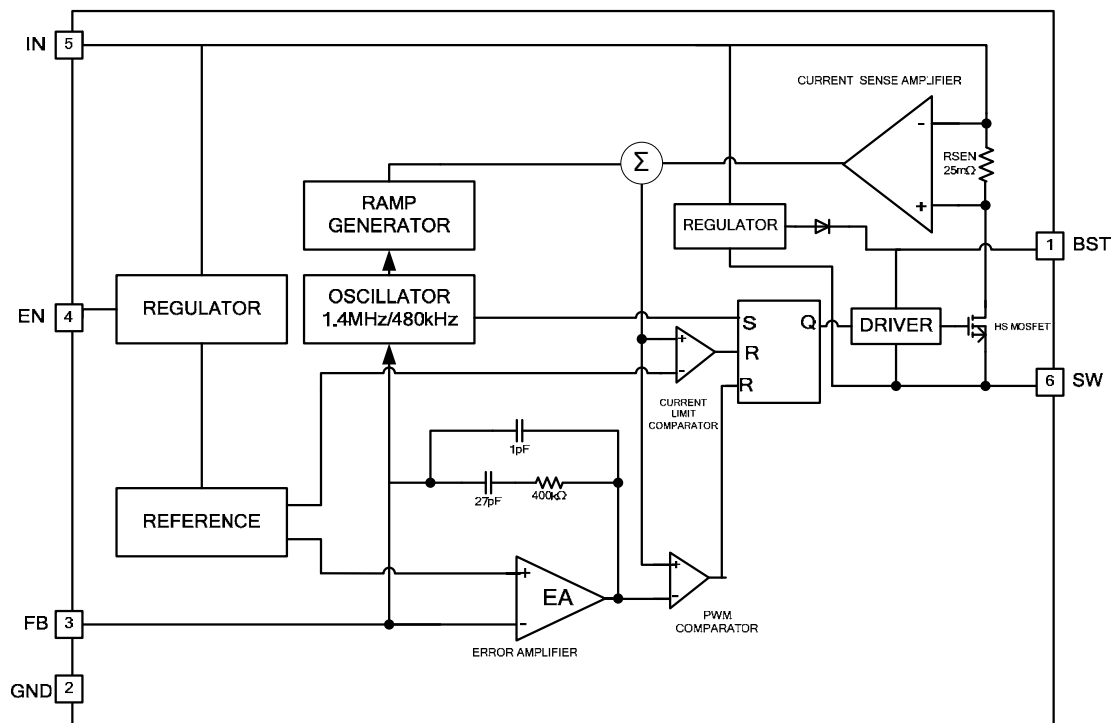 IN 5
CURRENT SENSE AMPLIFIER
-
+
RSEN
25mΩ
Σ
RAMP
GENERATOR
REGULATOR
1 BST
EN 4
REGULATOR
OSCILLATOR
1.4MHz/480kHz
S Q
R
R
DRIVER
HS MOSFET
+
-
CURRENT
LIMIT
COMPARATOR
6 SW
1pF
27pF
400kΩ
REFERENCE
+
-
EA
ERROR AMPLIFIER
+
-
PWM
COMPARATOR
FB 3
GND 2